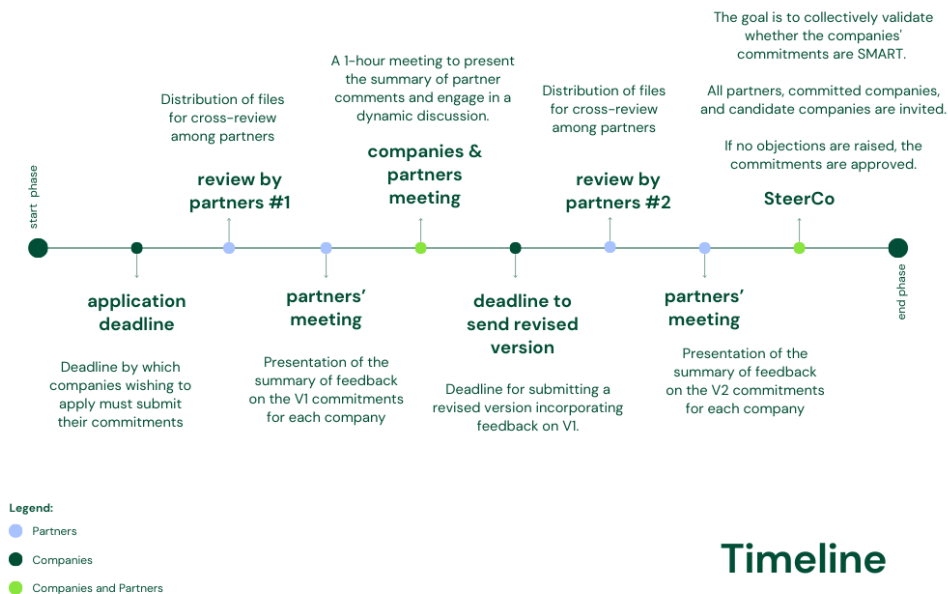 start phase
application
deadline
Deadline by which
companies wishing to
apply must submit
their commitments
Distribution of files
for cross-review
among partners
review by
partners #1
partners’
meeting
Presentation of the
summary of feedback
on the V1 commitments
for each company
A 1-hour meeting to present
the summary of partner
comments and engage in a
dynamic discussion.
companies &
partners
meeting
deadline to
send revised
version
Deadline for submitting a
revised version incorporating
feedback on V1.
Distribution of files
for cross-review
among partners
review by
partners #2
partners’
meeting
Presentation of the
summary of feedback
on the V2 commitments
for each company
The goal is to collectively validate
whether the companies'
commitments are SMART.
All partners, committed companies,
and candidate companies are invited.
If no objections are raised, the
commitments are approved.
SteerCo
end phase
Legend:
Partners
Companies
Companies and Partners
Timeline